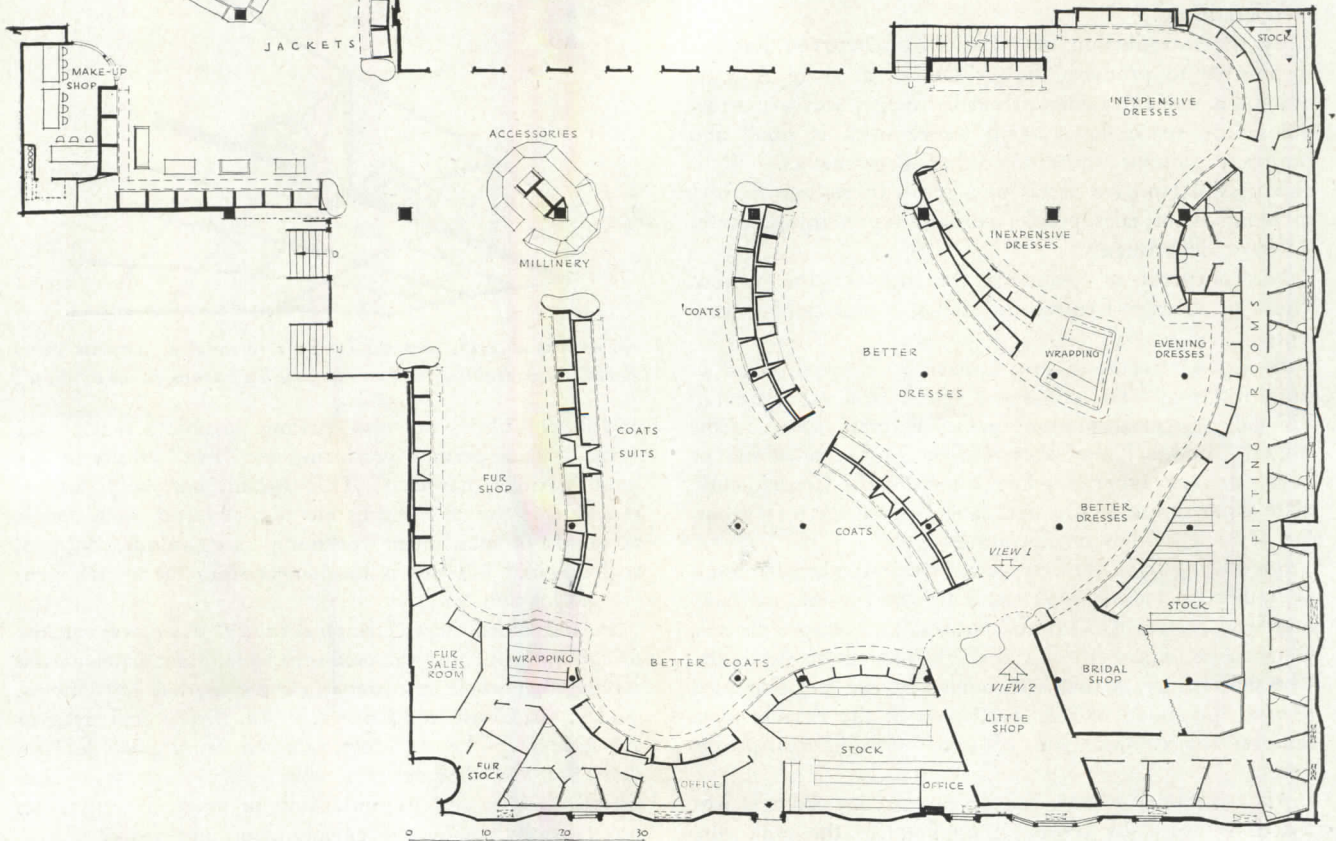 JACKETS
MAKE-UP
SHOP
ACCESSORIES
MILLINERY
D
U
D
U
STOCK
INEXPENSIVE
DRESSES
INEXPENSIVE
DRESSES
'COATS
BETTER
DRESSES
WRAPPING
EVENING
DRESSES
FITTING ROOMS
COATS
SUITS
FUR
SHOP
COATS
BETTER
DRESSES
VIEW 1
STOCK
FUR
SALES
ROOM
WRAPPING
BETTER COATS
VIEW 2
LITTLE
SHOP
BRIDAL
SHOP
FUR
STOCK
OFFICE
STOCK
OFFICE
0 10 20 30